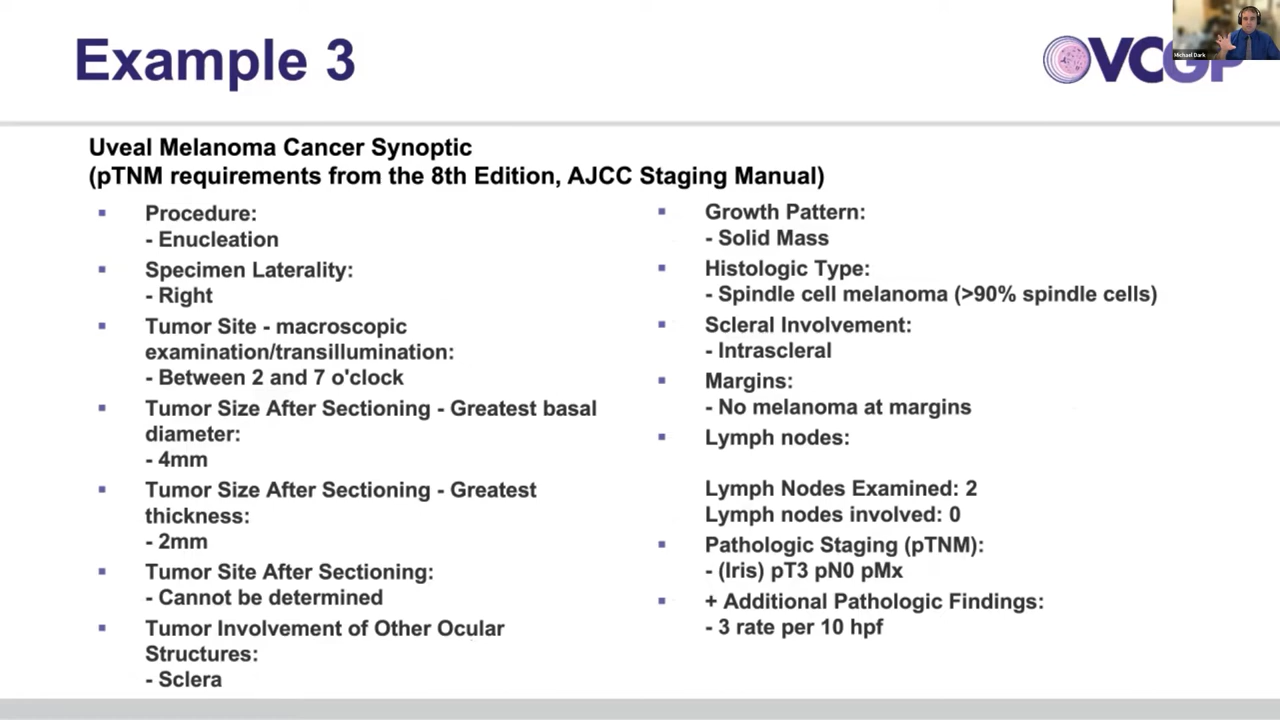 Example 3
VCGP
Michael Dark
Uveal Melanoma Cancer Synoptic
(pTNM requirements from the 8th Edition, AJCC Staging Manual)
Procedure:
- Enucleation
Specimen Laterality:
- Right
Tumor Site - macroscopic
examination/transillumination:
- Between 2 and 7 o'clock
Tumor Size After Sectioning - Greatest basal
diameter:
- 4mm
Tumor Size After Sectioning - Greatest
thickness:
- 2mm
Tumor Site After Sectioning:
- Cannot be determined
Tumor Involvement of Other Ocular
Structures:
- Sclera
Growth Pattern:
- Solid Mass
Histologic Type:
- Spindle cell melanoma (>90% spindle cells)
Scleral Involvement:
- Intrascleral
Margins:
- No melanoma at margins
Lymph nodes:
Lymph Nodes Examined: 2
Lymph nodes involved: 0
Pathologic Staging (pTNM):
- (Iris) pT3 pN0 pMx
+ Additional Pathologic Findings:
- 3 rate per 10 hpf